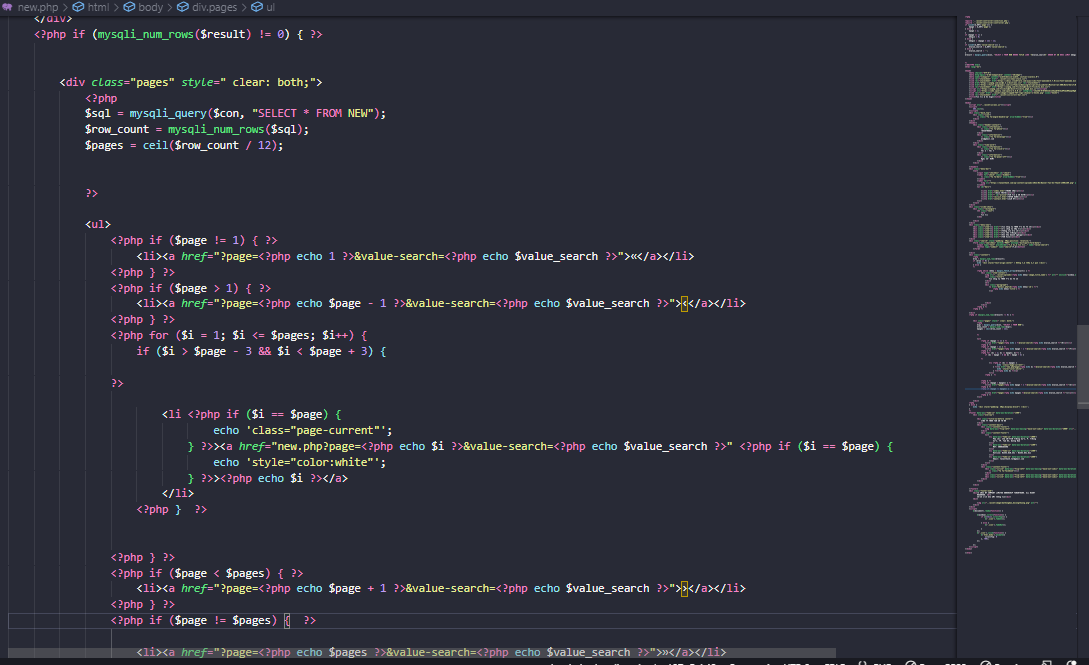 new.php > html > body > div.pages > ul
</div>
<?php if (mysqli_num_rows($result) != 0) { ?>
<div class="pages" style=" clear: both;">
<?php
$sql = mysqli_query($con, "SELECT * FROM NEW");
$row_count = mysqli_num_rows($sql);
$pages = ceil($row_count / 12);
?>
<ul>
<?php if ($page != 1) { ?>
<li><a href="?page=<?php echo 1 ?>&value-search=<?php echo $value_search ?>">«</a></li>
<?php } ?>
<?php if ($page > 1) { ?>
<li><a href="?page=<?php echo $page - 1 ?>&value-search=<?php echo $value_search ?>">‹</a></li>
<?php } ?>
<?php for ($i = 1; $i <= $pages; $i++) {
if ($i > $page - 3 && $i < $page + 3) {
?>
<li <?php if ($i == $page) {
echo 'class="page-current"';
} ?>><a href="new.php?page=<?php echo $i ?>&value-search=<?php echo $value_search ?>" <?php if ($i == $page) {
echo 'style="color:white"';
} ?>><?php echo $i ?></a>
</li>
<?php }  ?>
<?php } ?>
<?php if ($page < $pages) { ?>
<li><a href="?page=<?php echo $page + 1 ?>&value-search=<?php echo $value_search ?>">›</a></li>
<?php } ?>
<?php if ($page != $pages) {  ?>
<li><a href="?page=<?php echo $pages ?>&value-search=<?php echo $value_search ?>">»</a></li>